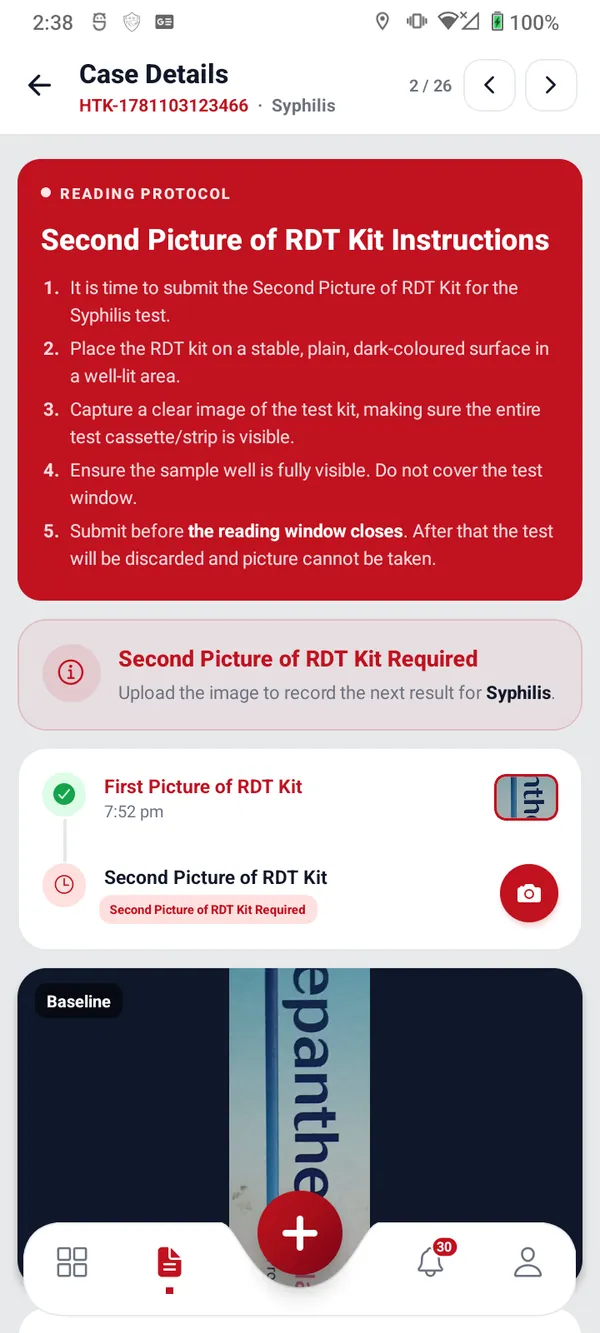 2:38
100%
Case Details
HTK-1781103123466 · Syphilis
2 / 26
READING PROTOCOL
Second Picture of RDT Kit Instructions
1. It is time to submit the Second Picture of RDT Kit for the
Syphilis test.
2. Place the RDT kit on a stable, plain, dark-coloured surface in
a well-lit area.
3. Capture a clear image of the test kit, making sure the entire
test cassette/strip is visible.
4. Ensure the sample well is fully visible. Do not cover the test
window.
5. Submit before the reading window closes. After that the test
will be discarded and picture cannot be taken.
Second Picture of RDT Kit Required
Upload the image to record the next result for Syphilis.
First Picture of RDT Kit
7:52 pm
nth
Second Picture of RDT Kit
Second Picture of RDT Kit Required
Baseline
epanthe
30